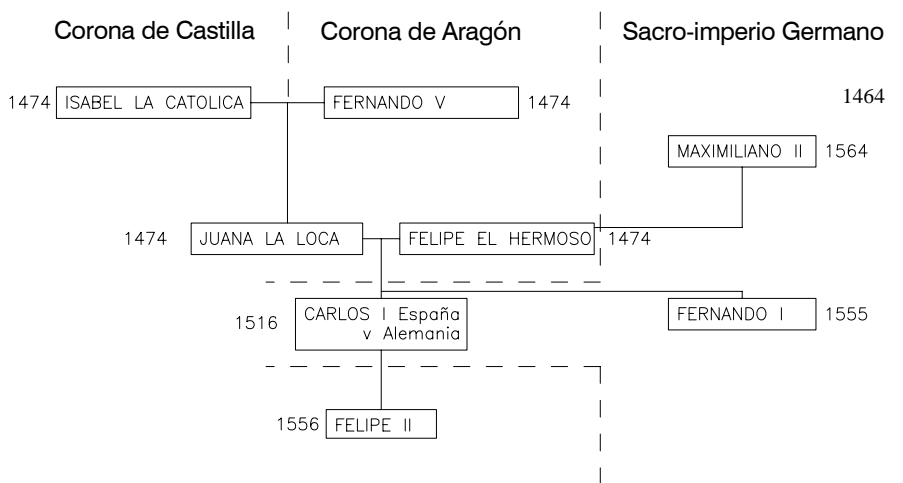 Corona de Castilla
Corona de Aragón
Sacro-imperio Germano
1474 ISABEL LA CATOLICA
FERNANDO V 1474
1464
MAXIMILIANO II 1564
1474 JUANA LA LOCA
FELIPE EL HERMOSO 1474
1516 CARLOS I España
v Alemania
FERNANDO I 1555
1556 FELIPE II